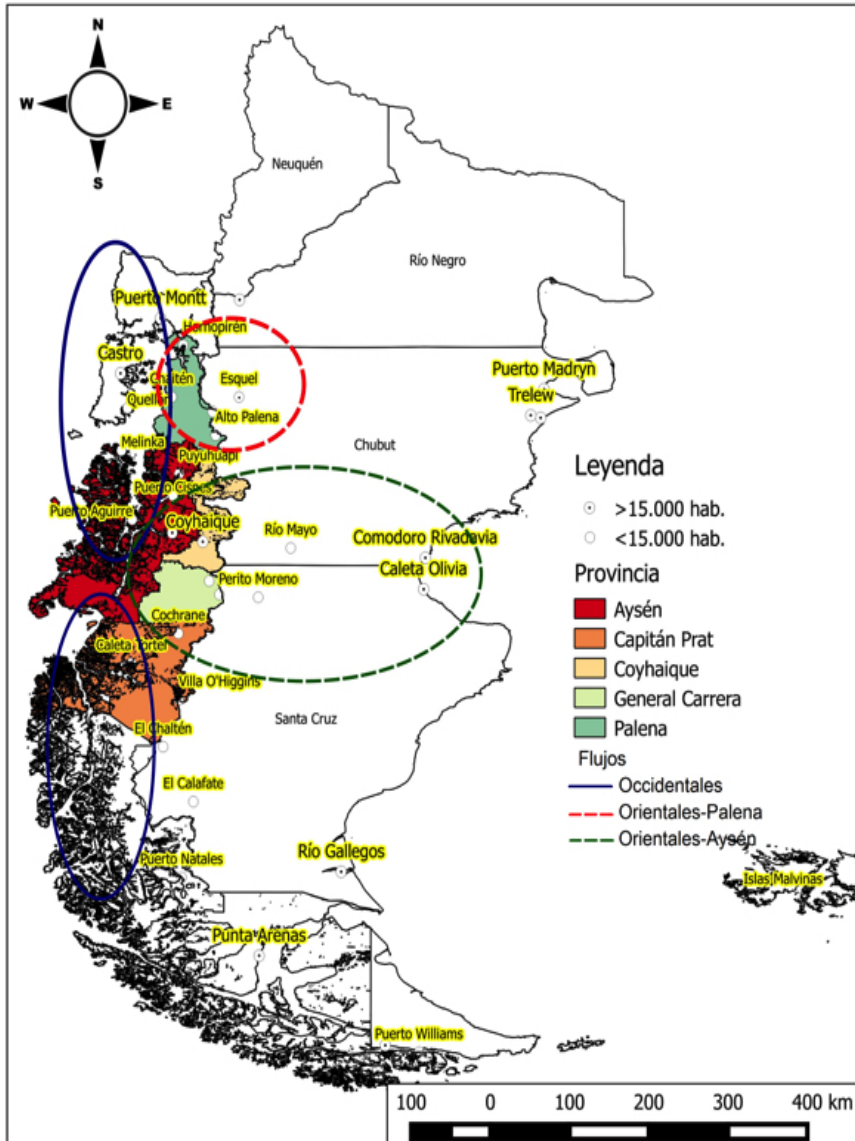 N
W
E
S
Neuquén
Río Negro
Puerto Montt
Hornopirén
Castro
Chaitén
Esquel
Puerto Madryn
Quellón
Trelew
Alto Palena
Melinka
Chubut
Puyuhuapi
Leyenda
Puerto Cisnes
>15.000 hab.
Puerto Aguirre
Coyhaique
Río Mayo
Comodoro Rivadavia
<15.000 hab.
Caleta Olivia
Perito Moreno
Provincia
Aysén
Cochrane
Capitán Prat
Caleta Tortel
Coyhaique
Villa O'Higgins
General Carrera
Santa Cruz
Palena
El Chaltén
Flujos
El Calafate
Occidentales
Orientales-Palena
Orientales-Aysén
Puerto Natales
Río Gallegos
Islas Malvinas
Punta Arenas
Puerto Williams
100 0 100 200 300 400 km